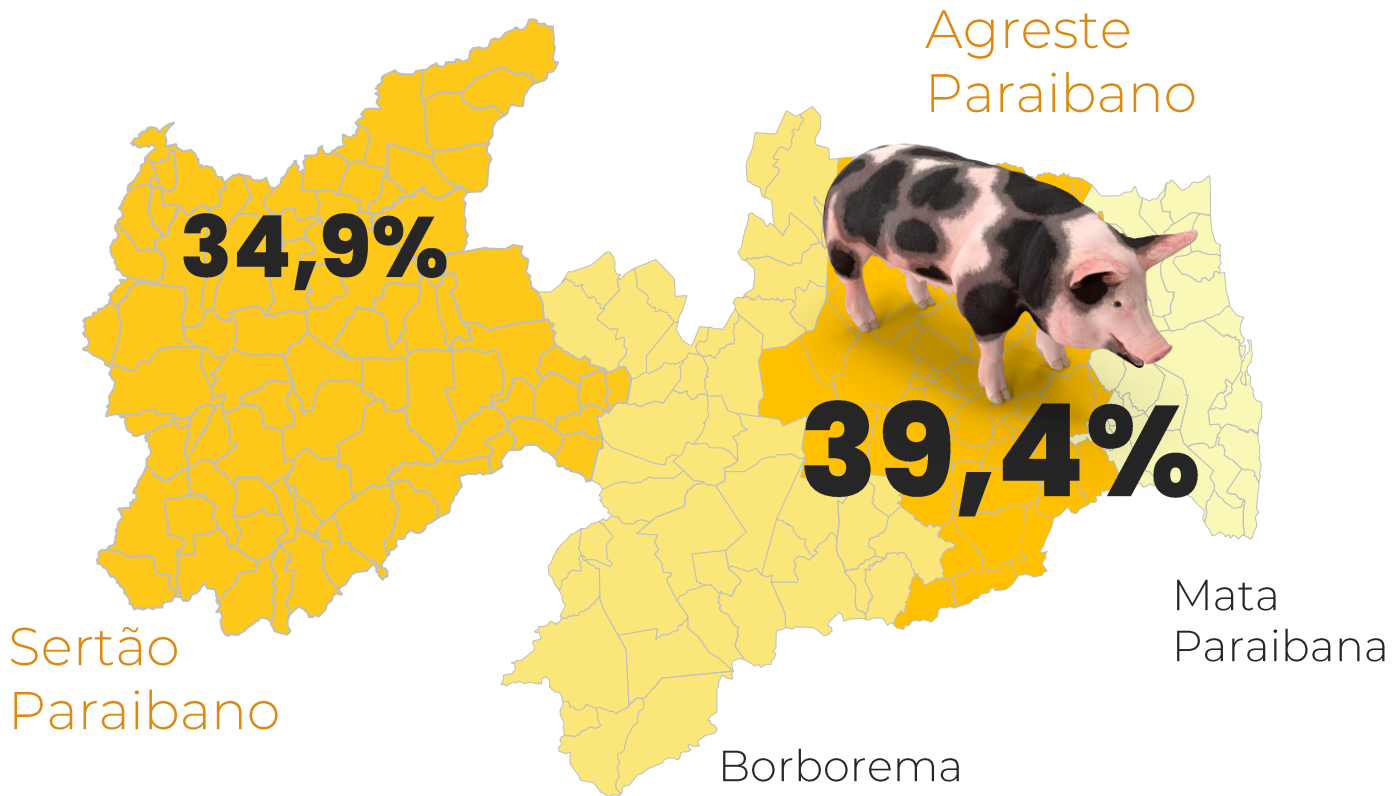 Agreste
Paraibano
34,9%
39,4%
Mata
Paraibana
Sertão
Paraibano
Borborema